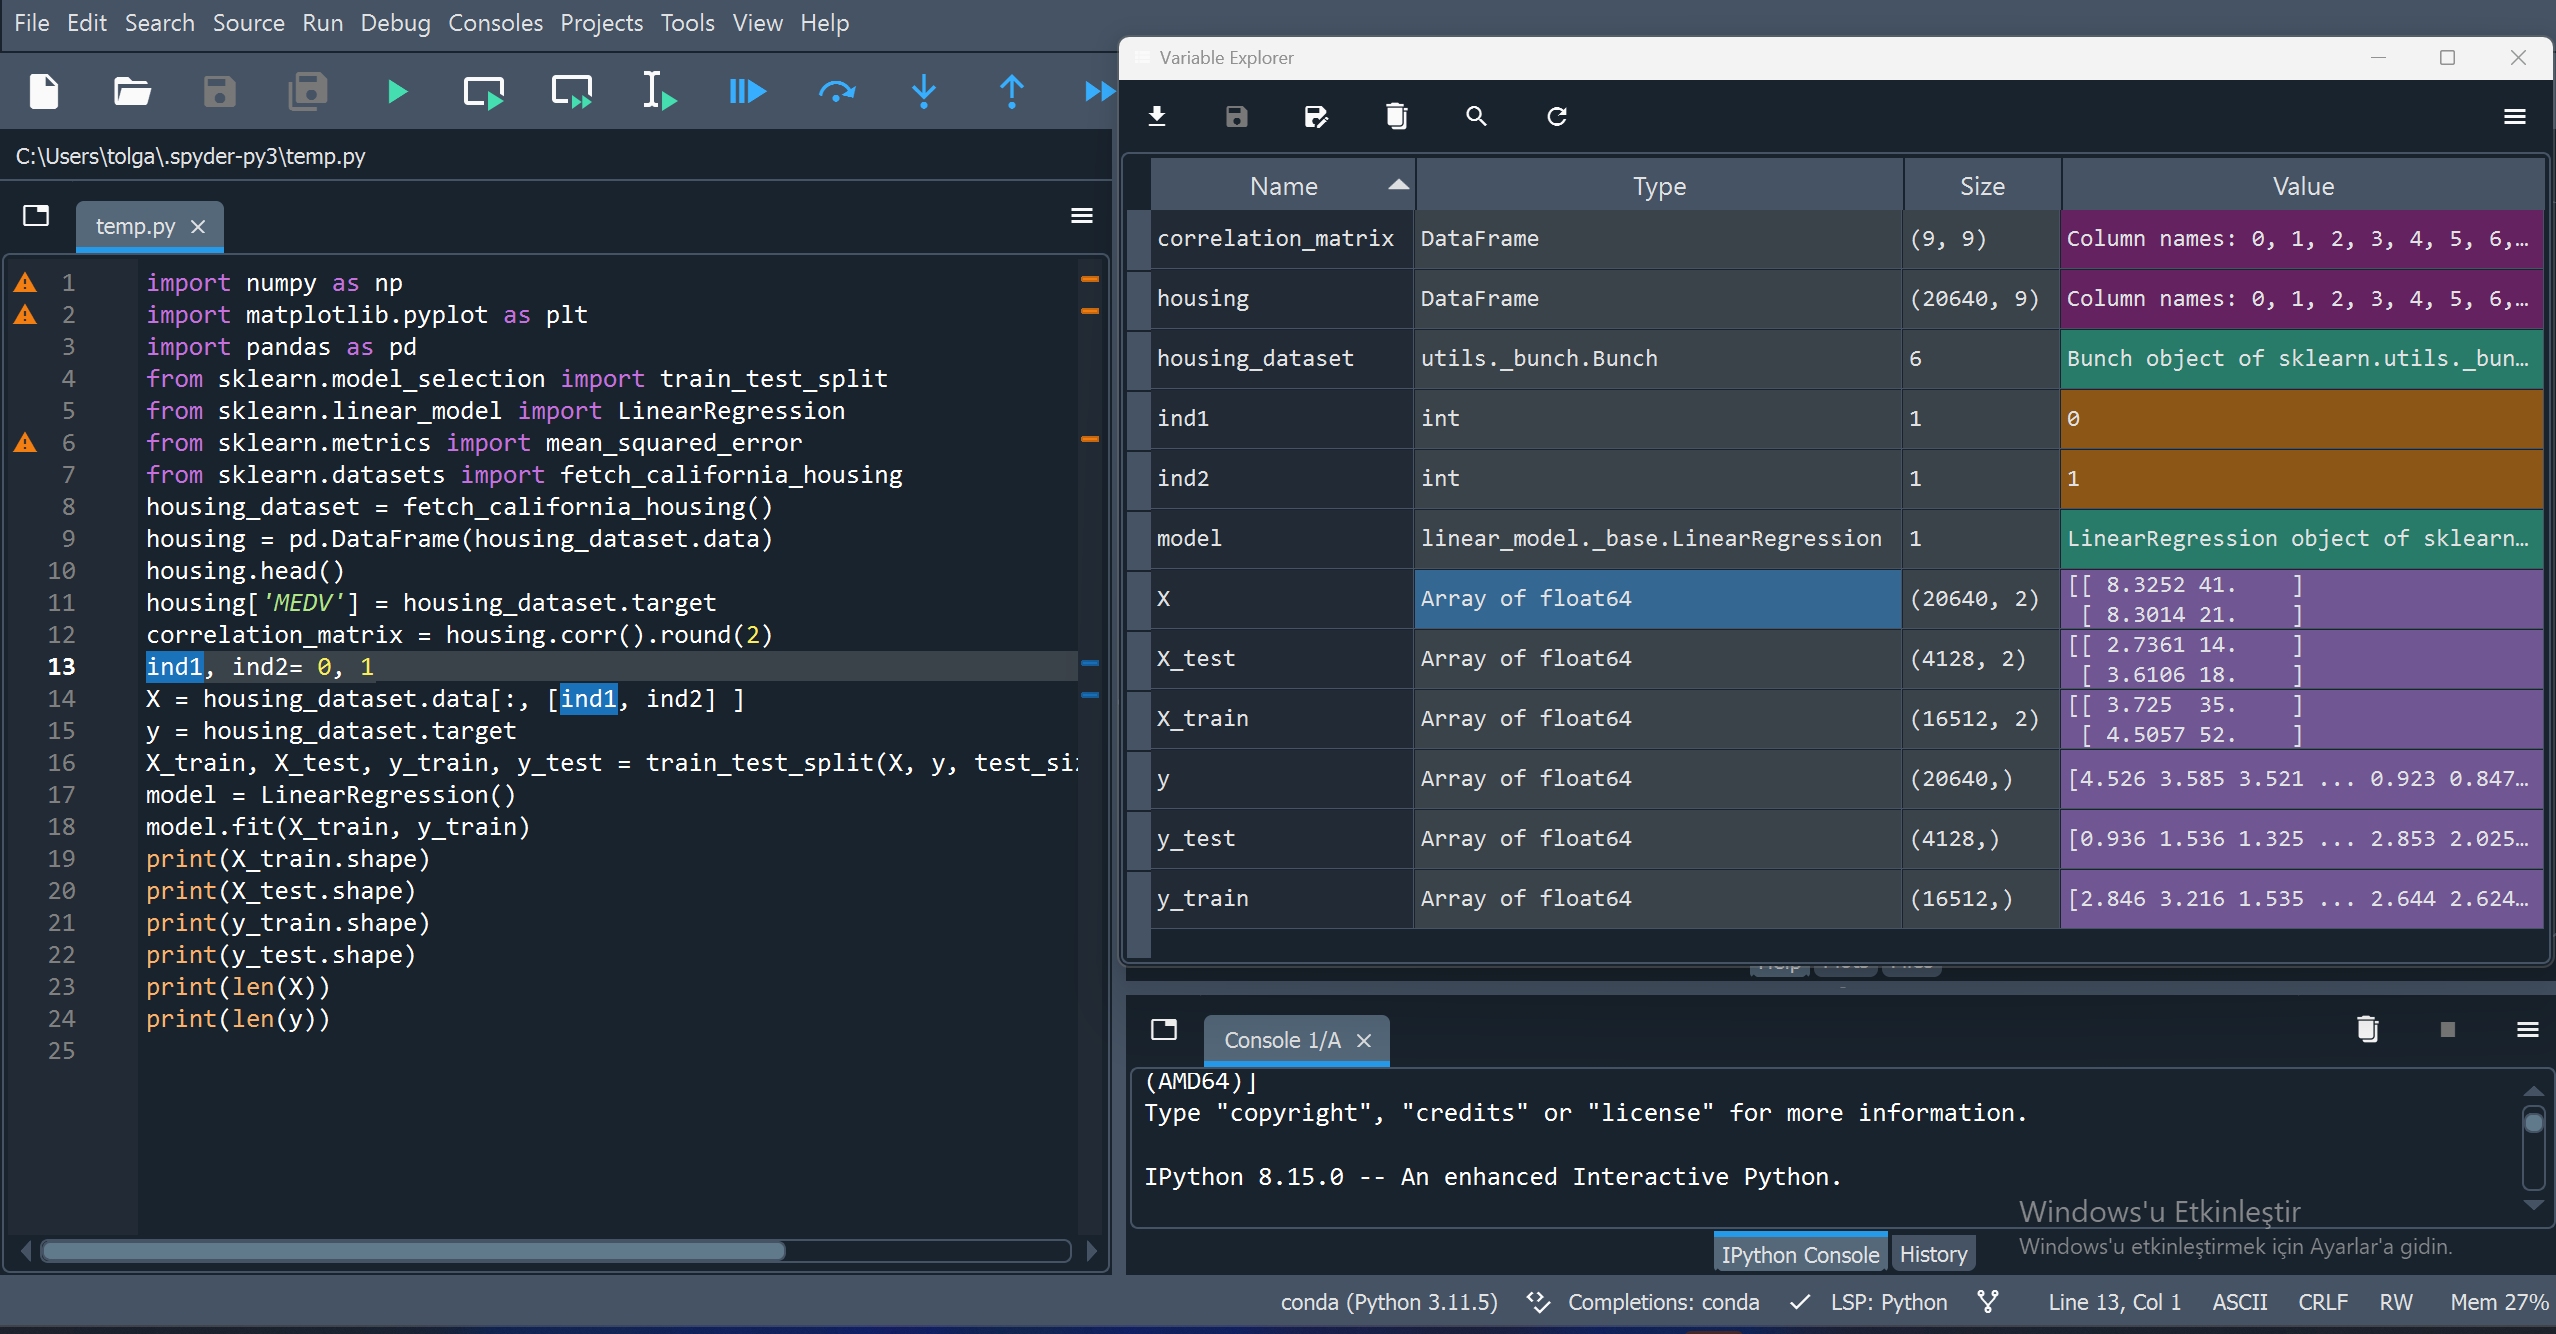 File Edit Search Source Run Debug Consoles Projects Tools View Help
C:\Users\tolga\.spyder-py3\temp.py
temp.py
1 import numpy as np
2 import matplotlib.pyplot as plt
3 import pandas as pd
4 from sklearn.model_selection import train_test_split
5 from sklearn.linear_model import LinearRegression
6 from sklearn.metrics import mean_squared_error
7 from sklearn.datasets import fetch_california_housing
8 housing_dataset = fetch_california_housing()
9 housing = pd.DataFrame(housing_dataset.data)
10 housing.head()
11 housing['MEDV'] = housing_dataset.target
12 correlation_matrix = housing.corr().round(2)
13 ind1, ind2= 0, 1
14 X = housing_dataset.data[:, [ind1, ind2] ]
15 y = housing_dataset.target
16 X_train, X_test, y_train, y_test = train_test_split(X, y,
17 model = LinearRegression()
18 model.fit(X_train, y_train)
19 print(X_train.shape)
20 print(X_test.shape)
21 print(y_train.shape)
22 print(y_test.shape)
23 print(len(X))
24 print(len(y))
25
Variable Explorer
Name Type Size Value
correlation_matrix DataFrame (9, 9) Column names: 0, 1, 2, 3, 4, 5, 6,…
housing DataFrame (20640, 9) Column names: 0, 1, 2, 3, 4, 5, 6,…
housing_dataset utils._bunch.Bunch 6 Bunch object of sklearn.utils._bun…
ind1 int 1 0
ind2 int 1 1
model linear_model._base.LinearRegression 1 LinearRegression object of sklearn…
X Array of float64 (20640, 2) [[ 8.3252 41. ]
[ 8.3014 21. ]
X_test Array of float64 (4128, 2) [[ 2.7361 14. ]
[ 3.6106 18. ]
X_train Array of float64 (16512, 2) [[ 3.725 35. ]
[ 4.5057 52. ]
y Array of float64 (20640,) [4.526 3.585 3.521 ... 0.923 0.847…
y_test Array of float64 (4128,) [0.936 1.536 1.325 ... 2.853 2.025…
y_train Array of float64 (16512,) [2.846 3.216 1.535 ... 2.644 2.624…
Console 1/A
(AMD64)]
Type "copyright", "credits" or "license" for more information.
IPython 8.15.0 -- An enhanced Interactive Python.
Windows'u Etkinleştir
Windows'u etkinleştirmek için Ayarlar'a gidin.
IPython Console History
conda (Python 3.11.5) Completions: conda LSP: Python Line 13, Col 1 ASCII CRLF RW Mem 27%